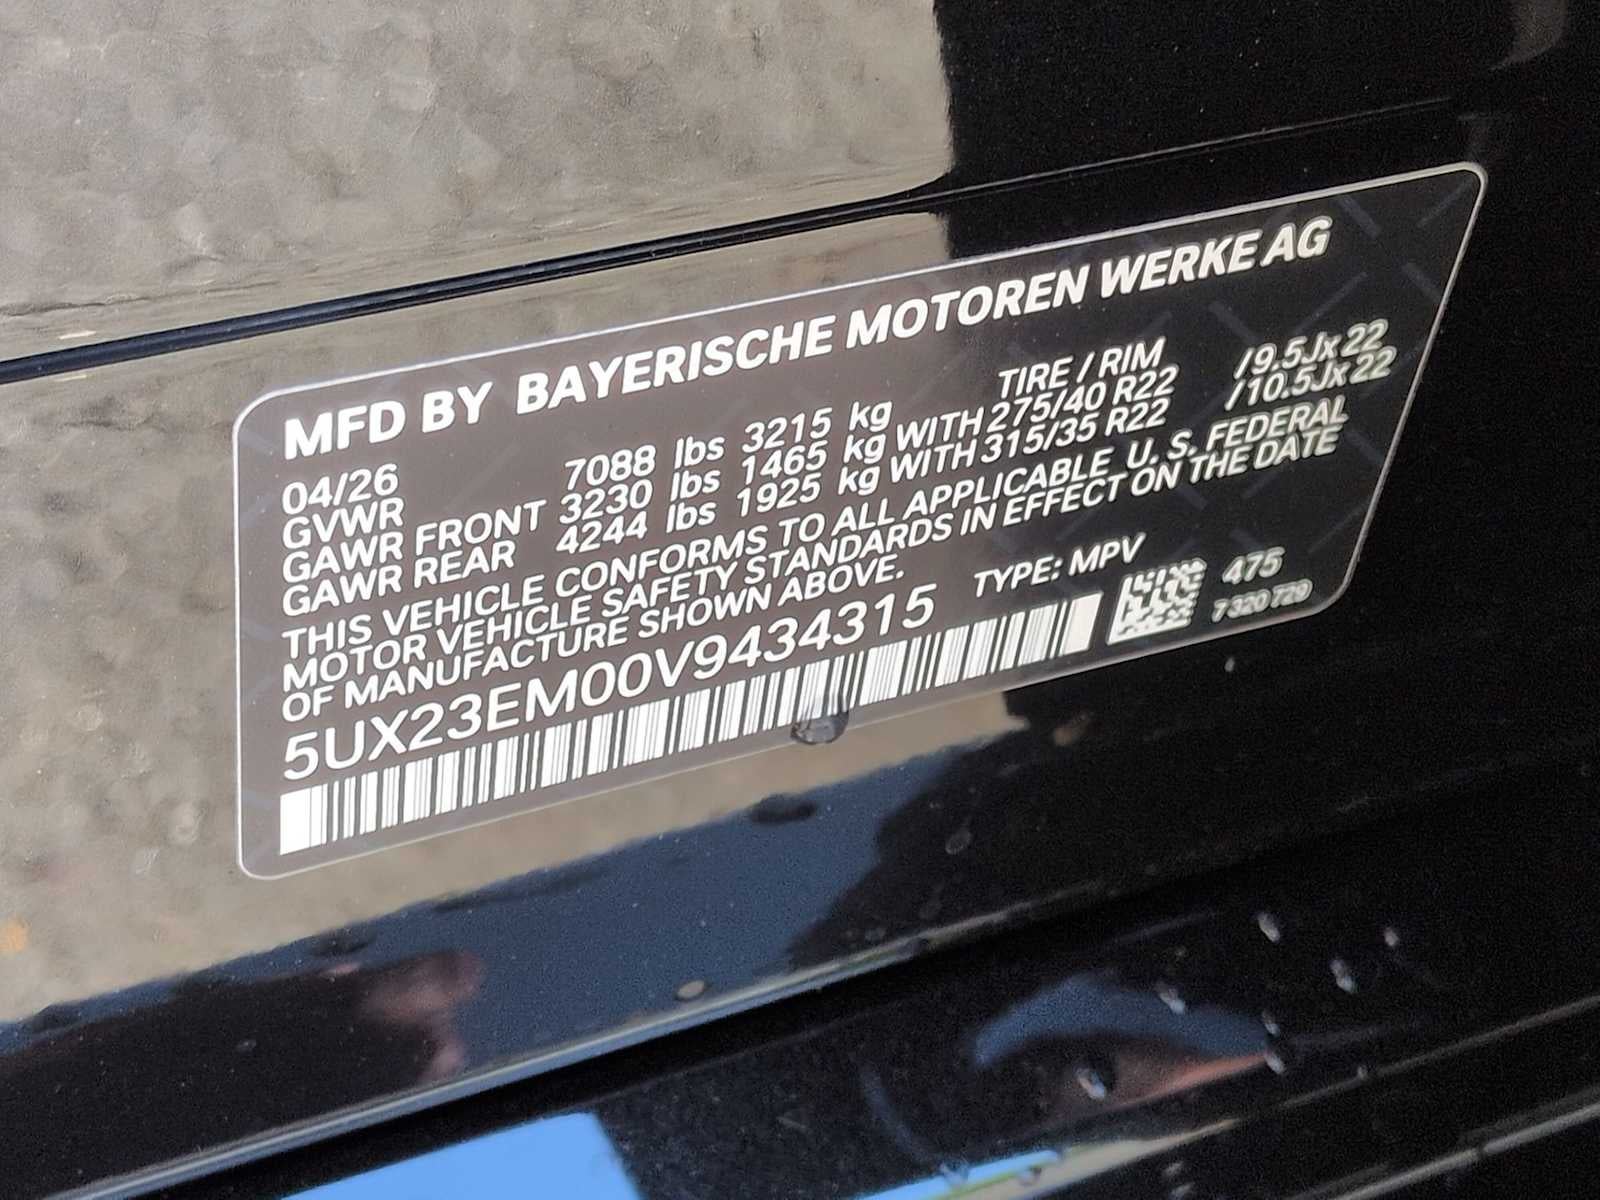 MFD BY BAYERISCHE MOTOREN WERKE AG
04/26 TIRE / RIM
GVWR 7088 lbs 3215 kg
GAWR FRONT 3230 lbs 1465 kg WITH 275/40 R22 /9.5Jx22
GAWR REAR 4244 lbs 1925 kg WITH 315/35 R22 /10.5Jx22
THIS VEHICLE CONFORMS TO ALL APPLICABLE U. S. FEDERAL
MOTOR VEHICLE SAFETY STANDARDS IN EFFECT ON THE DATE
OF MANUFACTURE SHOWN ABOVE.
5UX23EM00V9434315 TYPE: MPV
475
7 320 729